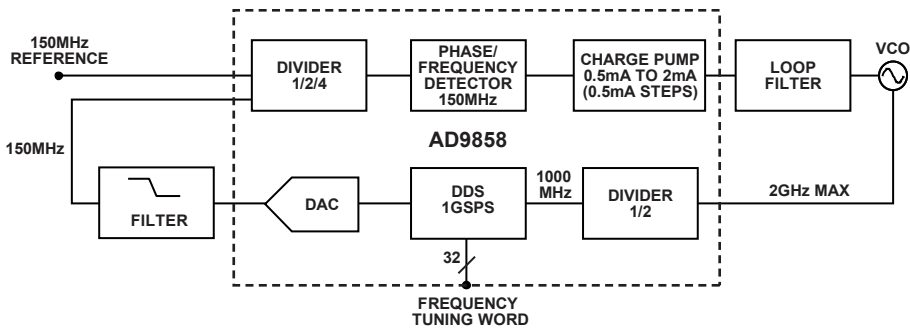 150MHz
REFERENCE
DIVIDER
1/2/4
PHASE/
FREQUENCY
DETECTOR
150MHz
CHARGE PUMP
0.5mA TO 2mA
(0.5mA STEPS)
LOOP
FILTER
VCO
AD9858
150MHz
FILTER
DAC
DDS
1GSPS
1000
MHz
DIVIDER
1/2
2GHz MAX
32
FREQUENCY
TUNING WORD